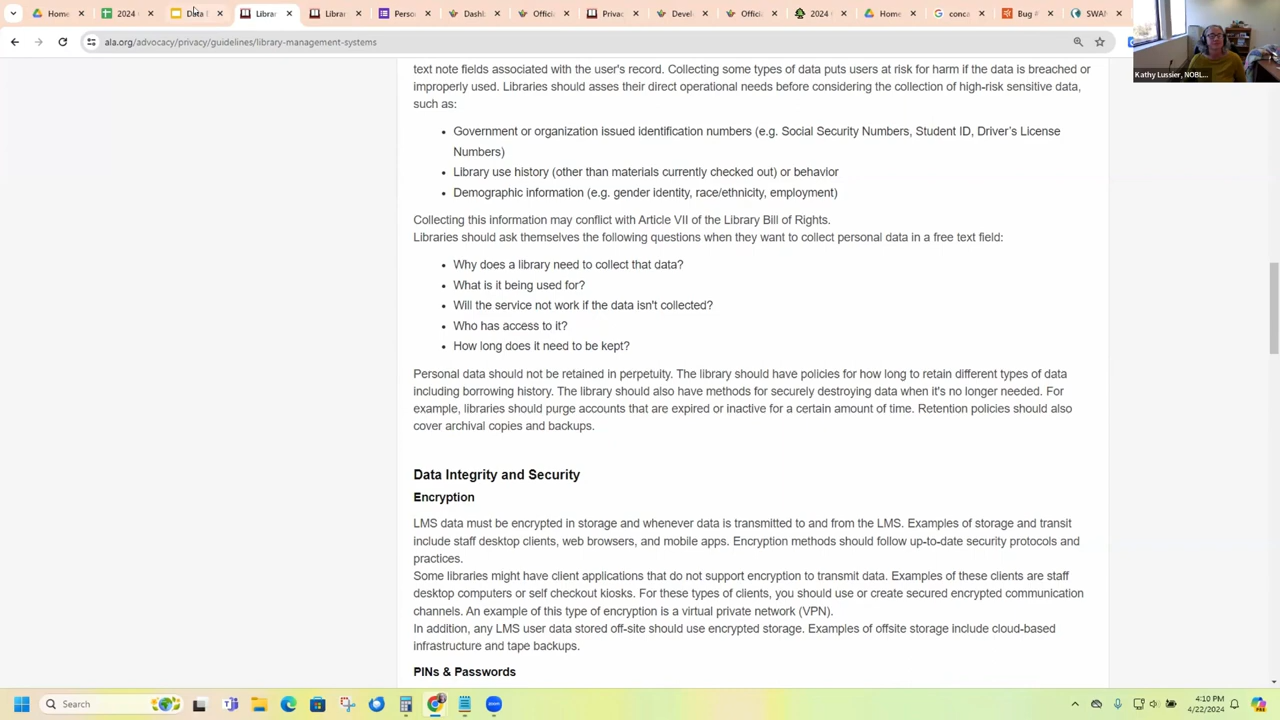 Home
2024
Data
Librar
Librar
Perso
Dashb
Officia
Privac
Devel
Officia
2024
Home
conca
Bug #
SWAN
ala.org/advocacy/privacy/guidelines/library-management-systems
Kathy Lussier, NOBL...
text note fields associated with the user's record. Collecting some types of data puts users at risk for harm if the data is breached or
improperly used. Libraries should asses their direct operational needs before considering the collection of high-risk sensitive data,
such as:
• Government or organization issued identification numbers (e.g. Social Security Numbers, Student ID, Driver's License
Numbers)
• Library use history (other than materials currently checked out) or behavior
• Demographic information (e.g. gender identity, race/ethnicity, employment)
Collecting this information may conflict with Article VII of the Library Bill of Rights.
Libraries should ask themselves the following questions when they want to collect personal data in a free text field:
• Why does a library need to collect that data?
• What is it being used for?
• Will the service not work if the data isn't collected?
• Who has access to it?
• How long does it need to be kept?
Personal data should not be retained in perpetuity. The library should have policies for how long to retain different types of data
including borrowing history. The library should also have methods for securely destroying data when it's no longer needed. For
example, libraries should purge accounts that are expired or inactive for a certain amount of time. Retention policies should also
cover archival copies and backups.
Data Integrity and Security
Encryption
LMS data must be encrypted in storage and whenever data is transmitted to and from the LMS. Examples of storage and transit
include staff desktop clients, web browsers, and mobile apps. Encryption methods should follow up-to-date security protocols and
practices.
Some libraries might have client applications that do not support encryption to transmit data. Examples of these clients are staff
desktop computers or self checkout kiosks. For these types of clients, you should use or create secured encrypted communication
channels. An example of this type of encryption is a virtual private network (VPN).
In addition, any LMS user data stored off-site should use encrypted storage. Examples of offsite storage include cloud-based
infrastructure and tape backups.
PINs & Passwords
Search
4:10 PM
4/22/2024